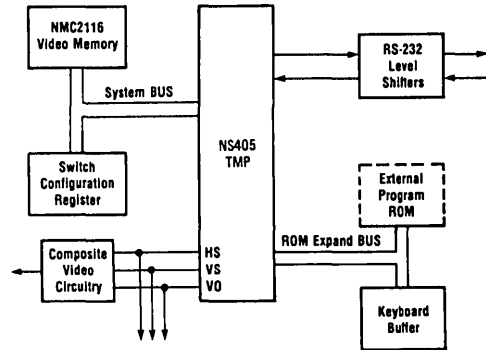 NMC2116
Video Memory
System BUS
Switch
Configuration
Register
NS405
TMP
RS-232
Level
Shifters
External
Program
ROM
ROM Expand BUS
Keyboard
Buffer
Composite
Video
Circuitry
HS
VS
VO